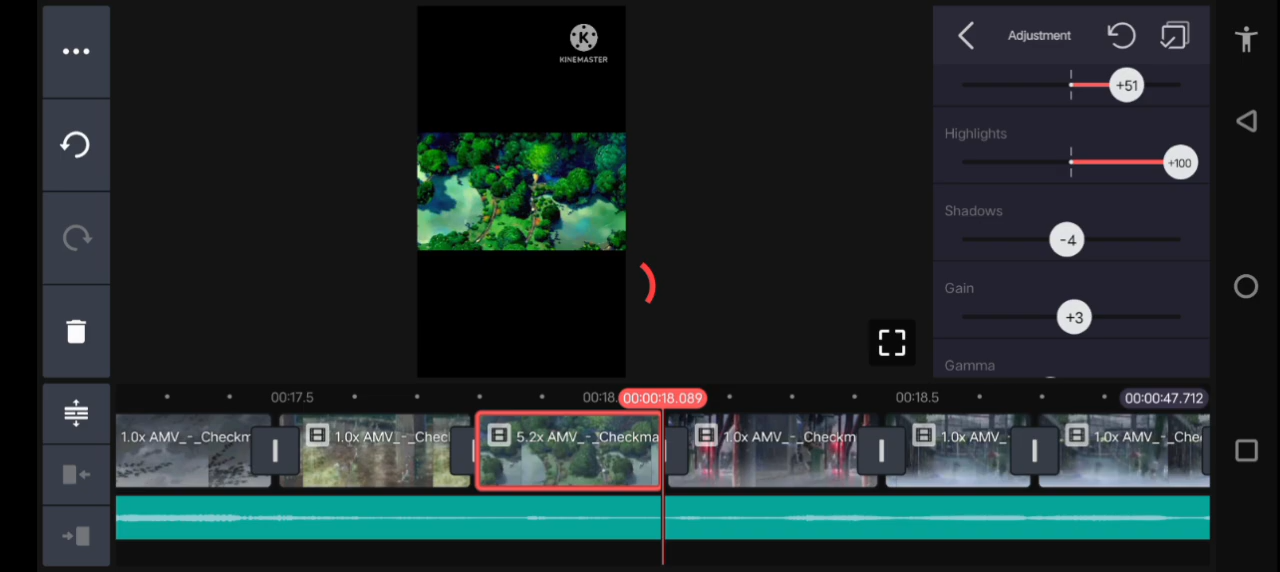 KINEMASTER
Adjustment
+51
Highlights
+100
Shadows
-4
Gain
+3
Gamma
00:17.5
00:18.
00:00:18.089
00:18.5
00:00:47.712
1.0x AMV_-_Checkm
1.0x AMV_-_Chec
5.2x AMV_-_Checkma
1.0x AMV_-_Checkm
1.0x AMV_-_
1.0x AMV_-_Che